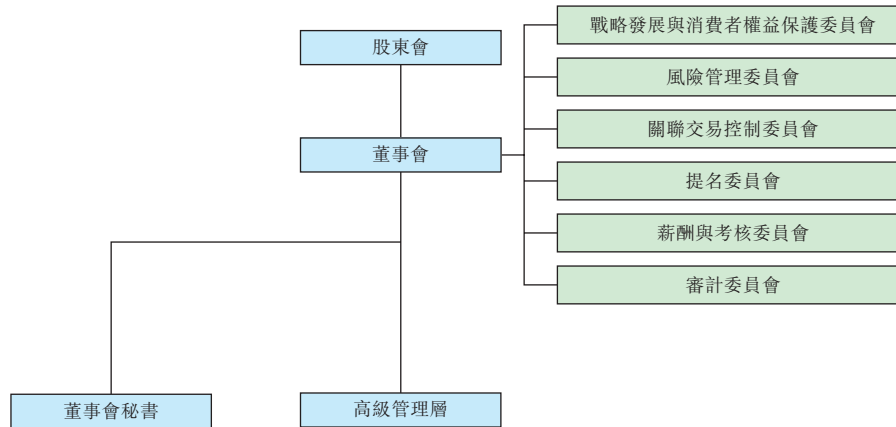 股東會
董事會
戰略發展與消費者權益保護委員會
風險管理委員會
關聯交易控制委員會
提名委員會
薪酬與考核委員會
審計委員會
董事會秘書
高級管理層